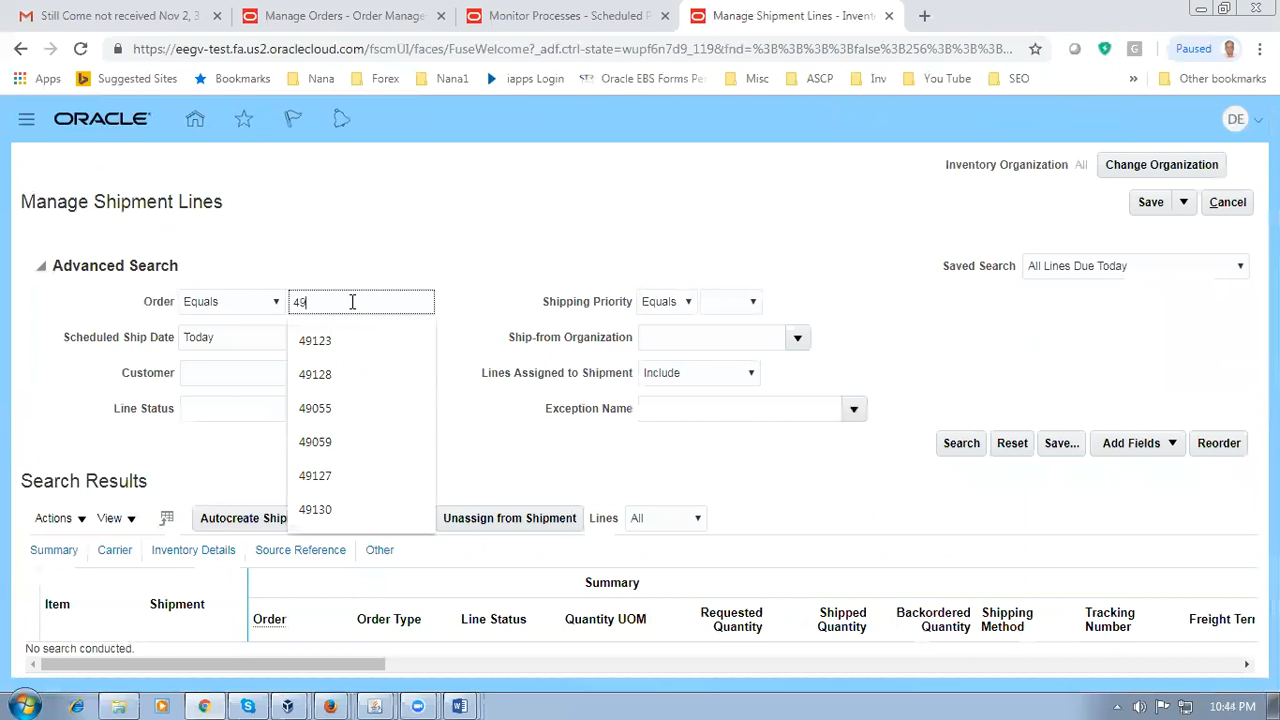 Still Come not received Nov 2, 3
Manage Orders - Order Manage
Monitor Processes - Scheduled P
Manage Shipment Lines - Invent
https://eegv-test.fa.us2.oraclecloud.com/fscmUI/faces/FuseWelcome?_adf.ctrl-state=wupf6n7d9_119&fnd=%3B%3B%3B%3Bfalse%3B256%3B%3B%3B...
G
Paused
Apps
Suggested Sites
Bookmarks
Nana
Forex
Nana1
iapps Login
Oracle EBS Forms Pe
Misc
ASCP
Inv
You Tube
SEO
Other bookmarks
ORACLE
DE
Inventory Organization All
Change Organization
Manage Shipment Lines
Save
Cancel
Advanced Search
Saved Search
All Lines Due Today
Order
Equals
49
Shipping Priority
Equals
Scheduled Ship Date
Today
49123
Ship-from Organization
Customer
49128
Lines Assigned to Shipment
Include
Line Status
49055
Exception Name
49059
Search
Reset
Save...
Add Fields
Reorder
Search Results
49127
Actions
View
Autocreate Ship
49130
Unassign from Shipment
Lines
All
Summary
Carrier
Inventory Details
Source Reference
Other
Summary
Item
Shipment
Order
Order Type
Line Status
Quantity UOM
Requested Quantity
Shipped Quantity
Backordered Quantity
Shipping Method
Tracking Number
Freight Terr
No search conducted.
10:44 PM